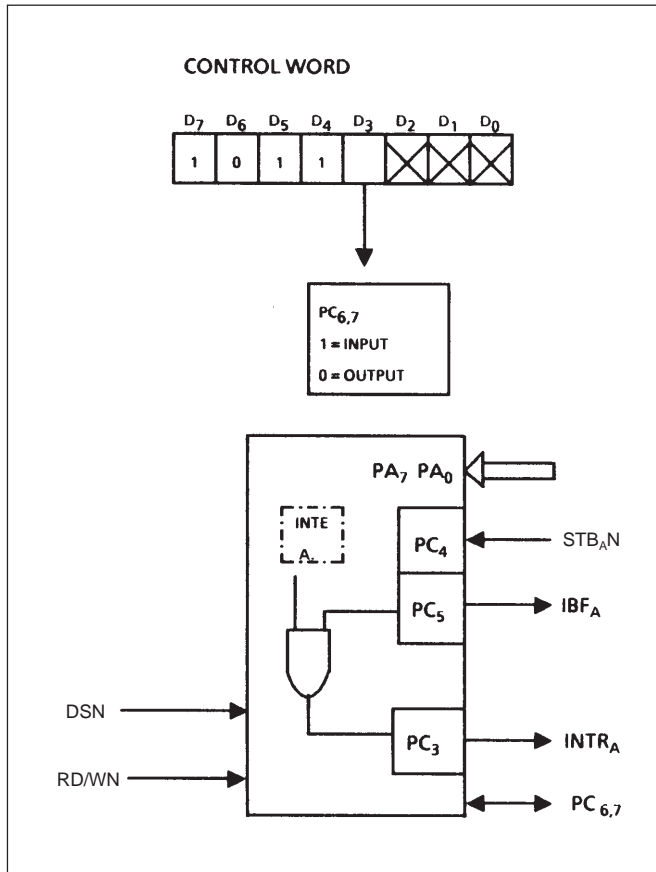 CONTROL WORD
D7 D6 D5 D4 D3 D2 D1 D0
1 0 1 1
PC6,7
1 = INPUT
0 = OUTPUT
PA7 PA0
INTE
A.
PC4
STBAN
PC5
IBFA
DSN
PC3
INTRA
RD/WN
PC 6,7